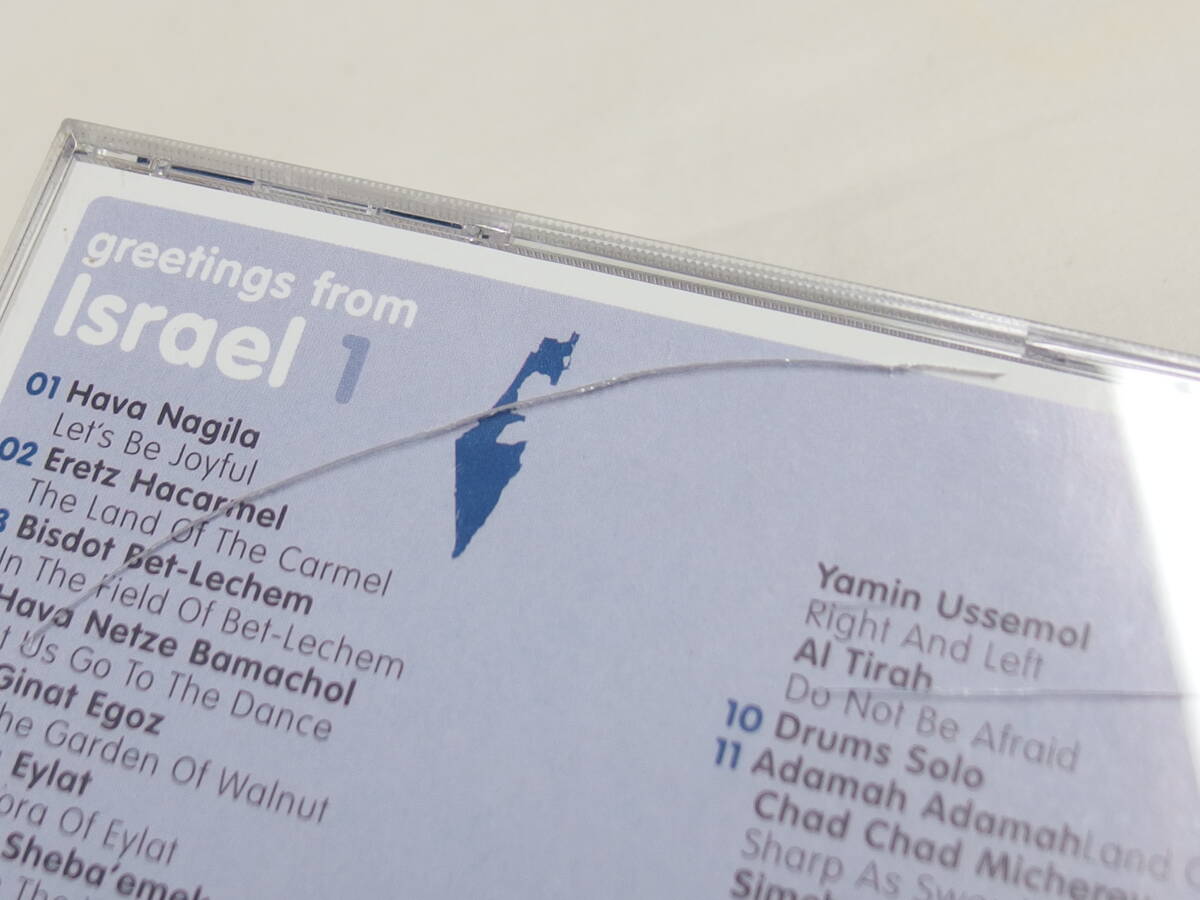 greetings from
Israel 1
01 Hava Nagila
Let's Be Joyful
02 Eretz Hacarmel
The Land Of The Carmel
Bisdot Bet-Lechem
In The Field Of Bet-Lechem
Hava Netze Bamachol
Us Go To The Dance
Ginat Egoz
Garden Of Walnut
Eylat
Of Eylat
Sheba'emek
The
Yamin Ussemol
Right And Left
Al Tirah
Do Not Be Afraid
10 Drums Solo
11 Adamah Adamah Land
Chad Chad
Sharp As